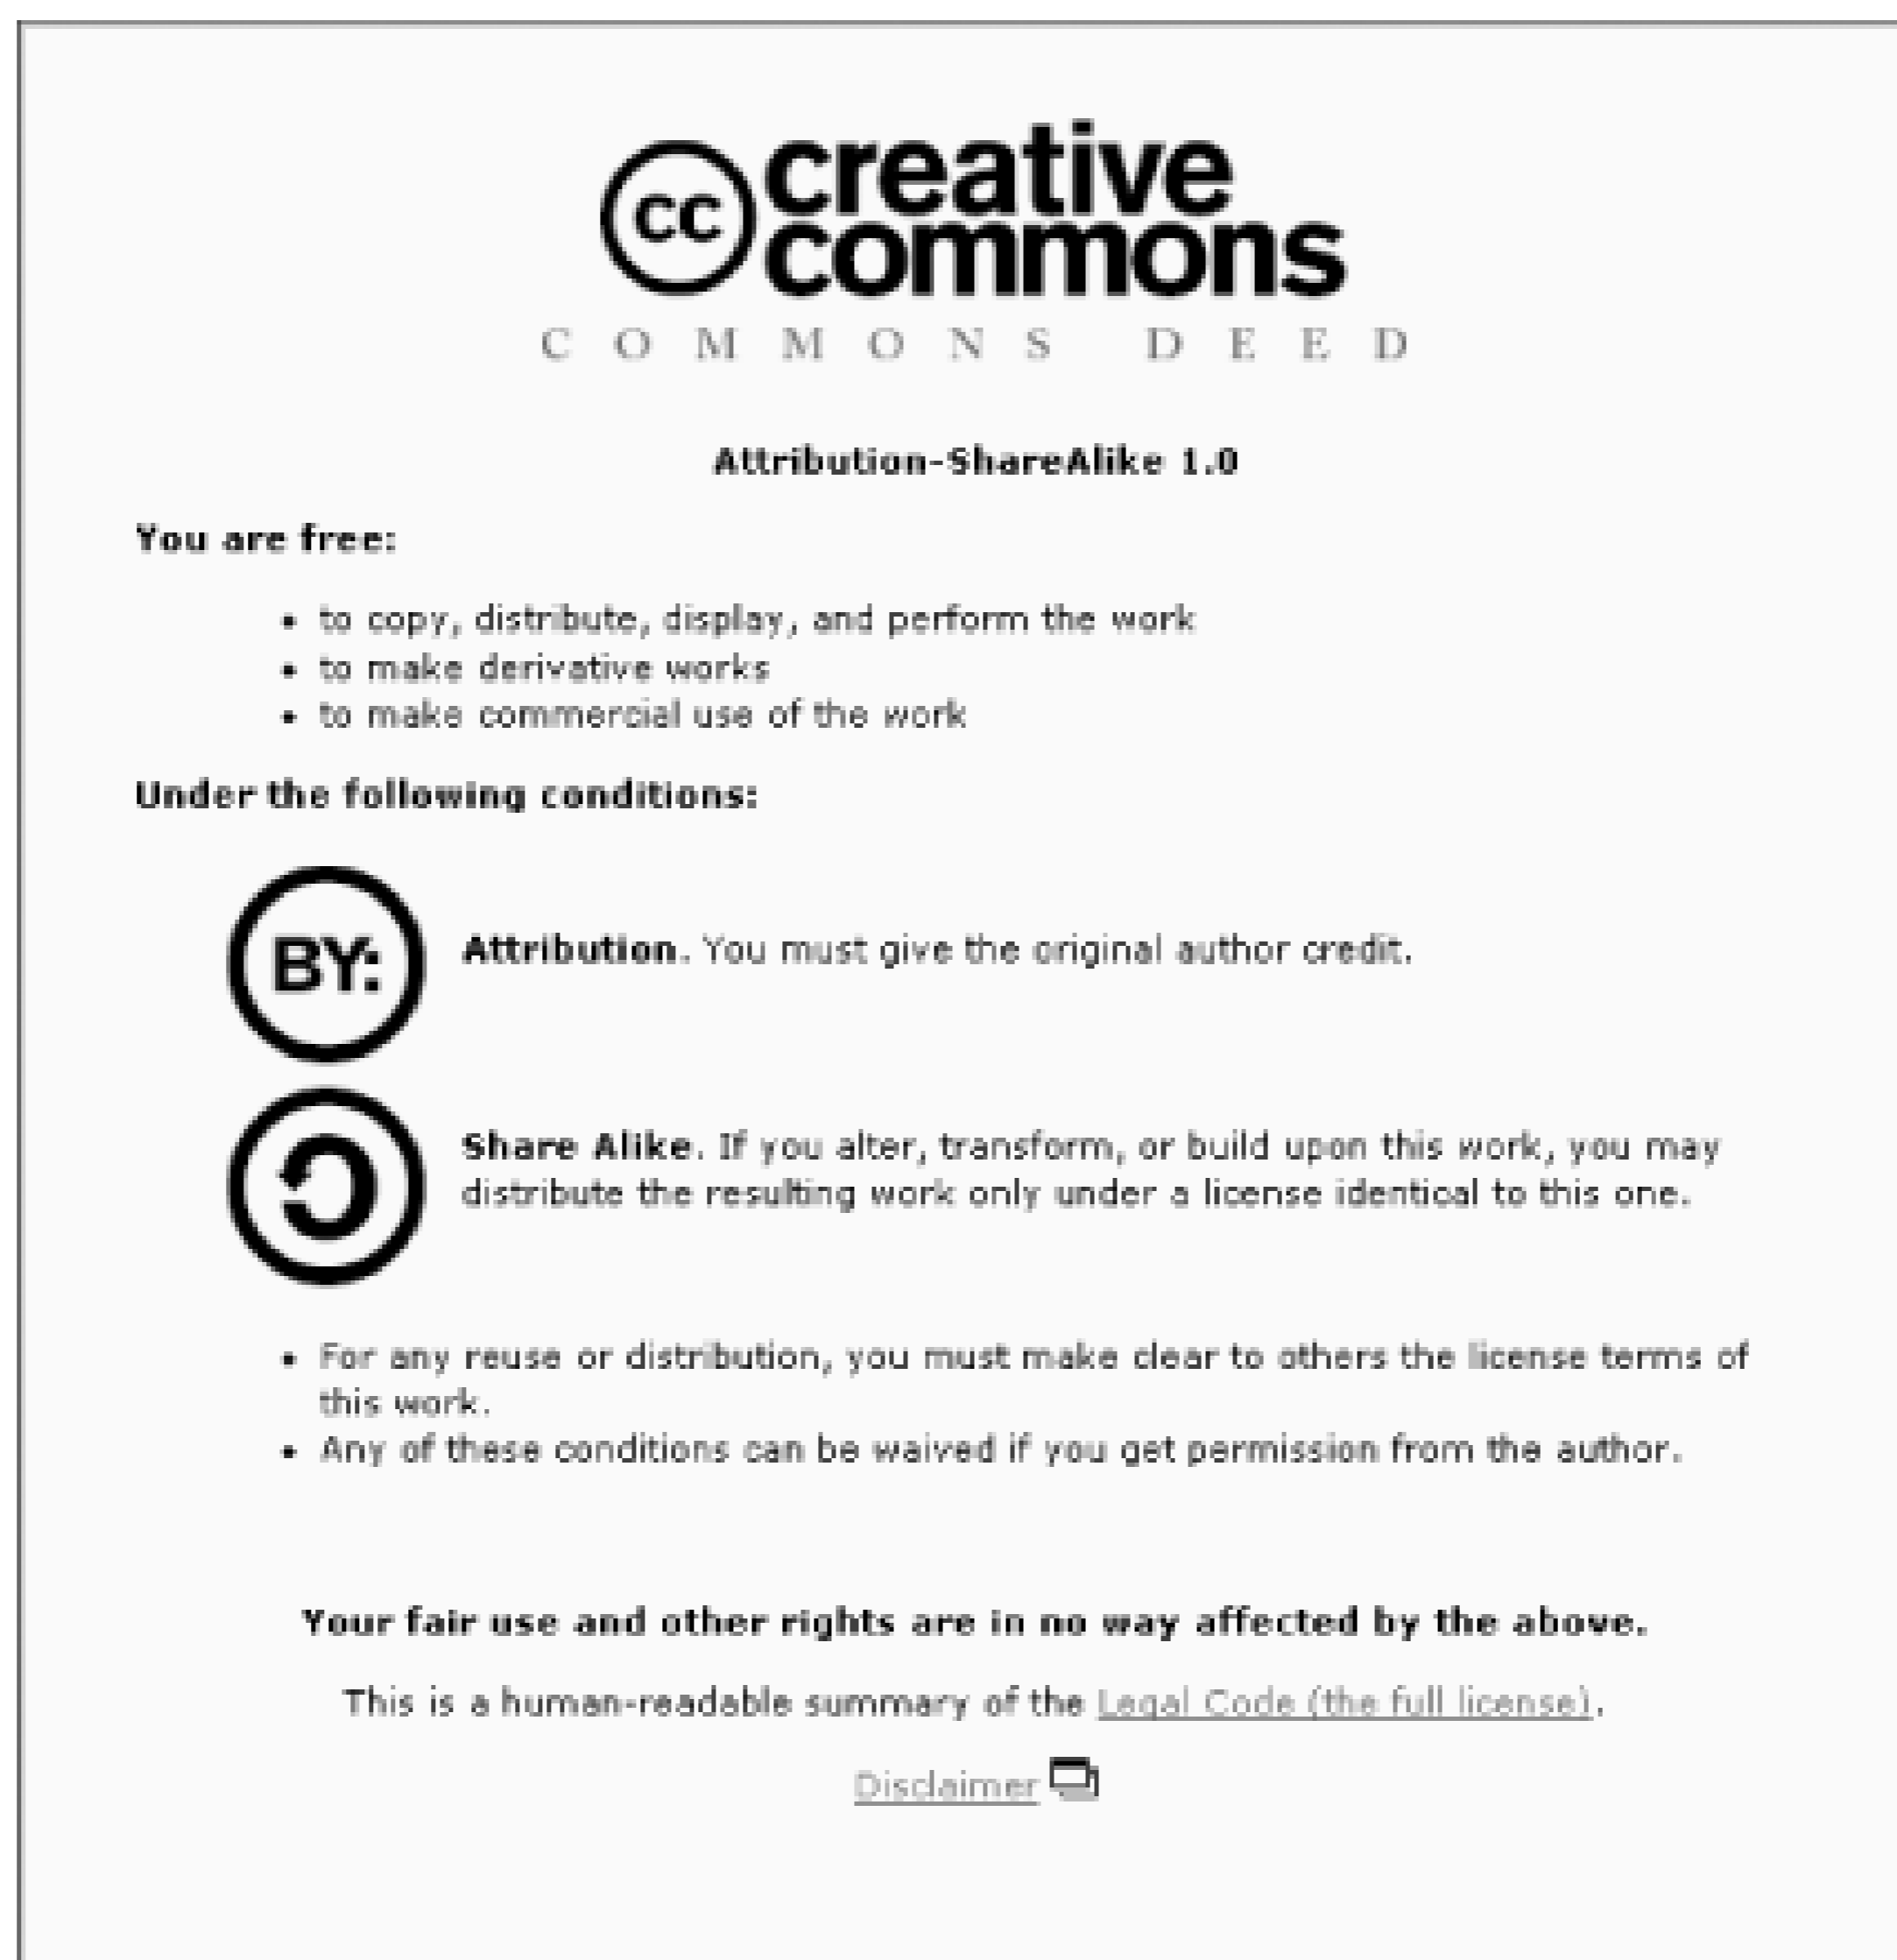 cc creative
commons
COMMONS DEED
Attribution-ShareAlike 1.0
You are free:
• to copy, distribute, display, and perform the work
• to make derivative works
• to make commercial use of the work
Under the following conditions:
BY:
Attribution. You must give the original author credit.
Share Alike. If you alter, transform, or build upon this work, you may
distribute the resulting work only under a license identical to this one.
• For any reuse or distribution, you must make clear to others the license terms of
this work.
• Any of these conditions can be waived if you get permission from the author.
Your fair use and other rights are in no way affected by the above.
This is a human-readable summary of the Legal Code (the full license).
Disclaimer